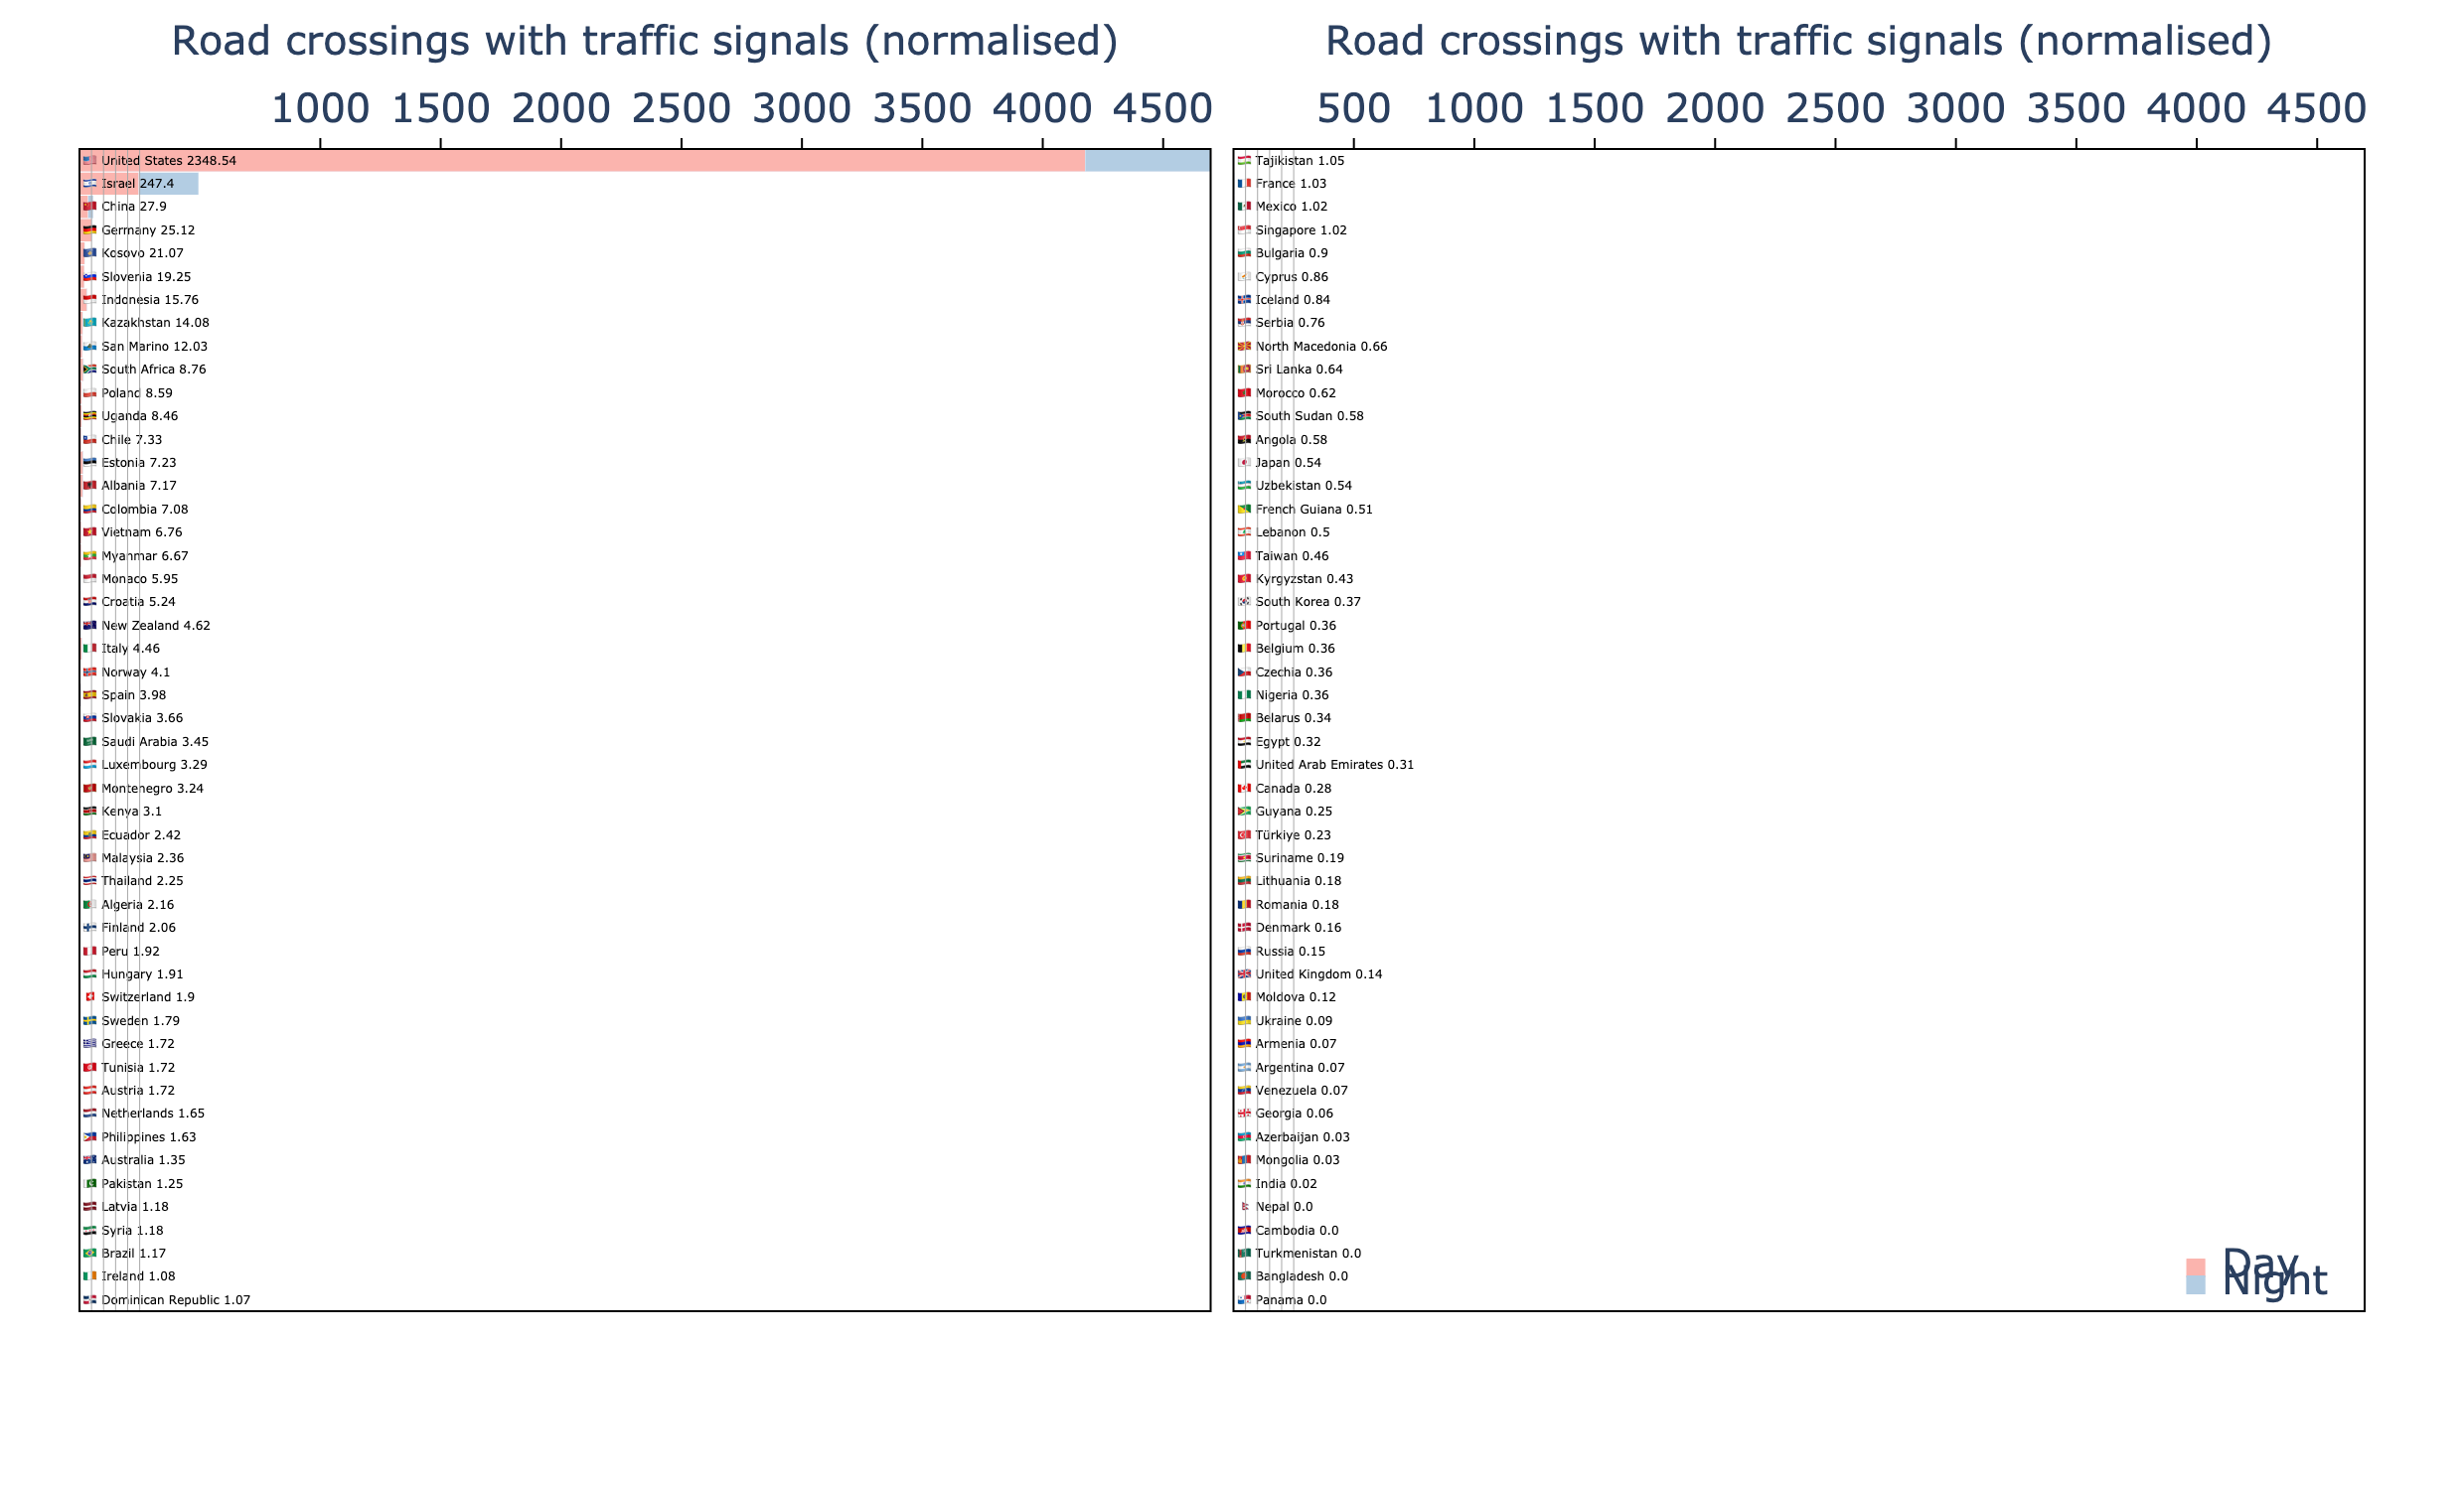 Road crossings with traffic signals (normalised)
1000 1500 2000 2500 3000 3500 4000 4500
United States 2348.54
Israel 247.4
China 27.9
Germany 25.12
Kosovo 21.07
Slovenia 19.25
Indonesia 15.76
Kazakhstan 14.08
San Marino 12.03
South Africa 8.76
Poland 8.59
Uganda 8.46
Chile 7.33
Estonia 7.23
Albania 7.17
Colombia 7.08
Vietnam 6.76
Myanmar 6.67
Monaco 5.95
Croatia 5.24
New Zealand 4.62
Italy 4.46
Norway 4.1
Spain 3.98
Slovakia 3.66
Saudi Arabia 3.45
Luxembourg 3.29
Montenegro 3.24
Kenya 3.1
Ecuador 2.42
Malaysia 2.36
Thailand 2.25
Algeria 2.16
Finland 2.06
Peru 1.92
Hungary 1.91
Switzerland 1.9
Sweden 1.79
Greece 1.72
Tunisia 1.72
Austria 1.72
Netherlands 1.65
Philippines 1.63
Australia 1.35
Pakistan 1.25
Latvia 1.18
Syria 1.18
Brazil 1.17
Ireland 1.08
Dominican Republic 1.07
Road crossings with traffic signals (normalised)
500 1000 1500 2000 2500 3000 3500 4000 4500
Tajikistan 1.05
France 1.03
Mexico 1.02
Singapore 1.02
Bulgaria 0.9
Cyprus 0.86
Iceland 0.84
Serbia 0.76
North Macedonia 0.66
Sri Lanka 0.64
Morocco 0.62
South Sudan 0.58
Angola 0.58
Japan 0.54
Uzbekistan 0.54
French Guiana 0.51
Lebanon 0.5
Taiwan 0.46
Kyrgyzstan 0.43
South Korea 0.37
Portugal 0.36
Belgium 0.36
Czechia 0.36
Nigeria 0.36
Belarus 0.34
Egypt 0.32
United Arab Emirates 0.31
Canada 0.28
Guyana 0.25
Türkiye 0.23
Suriname 0.19
Lithuania 0.18
Romania 0.18
Denmark 0.16
Russia 0.15
United Kingdom 0.14
Moldova 0.12
Ukraine 0.09
Armenia 0.07
Argentina 0.07
Venezuela 0.07
Georgia 0.06
Azerbaijan 0.03
Mongolia 0.03
India 0.02
Nepal 0.0
Cambodia 0.0
Turkmenistan 0.0
Bangladesh 0.0
Panama 0.0
Day
Night